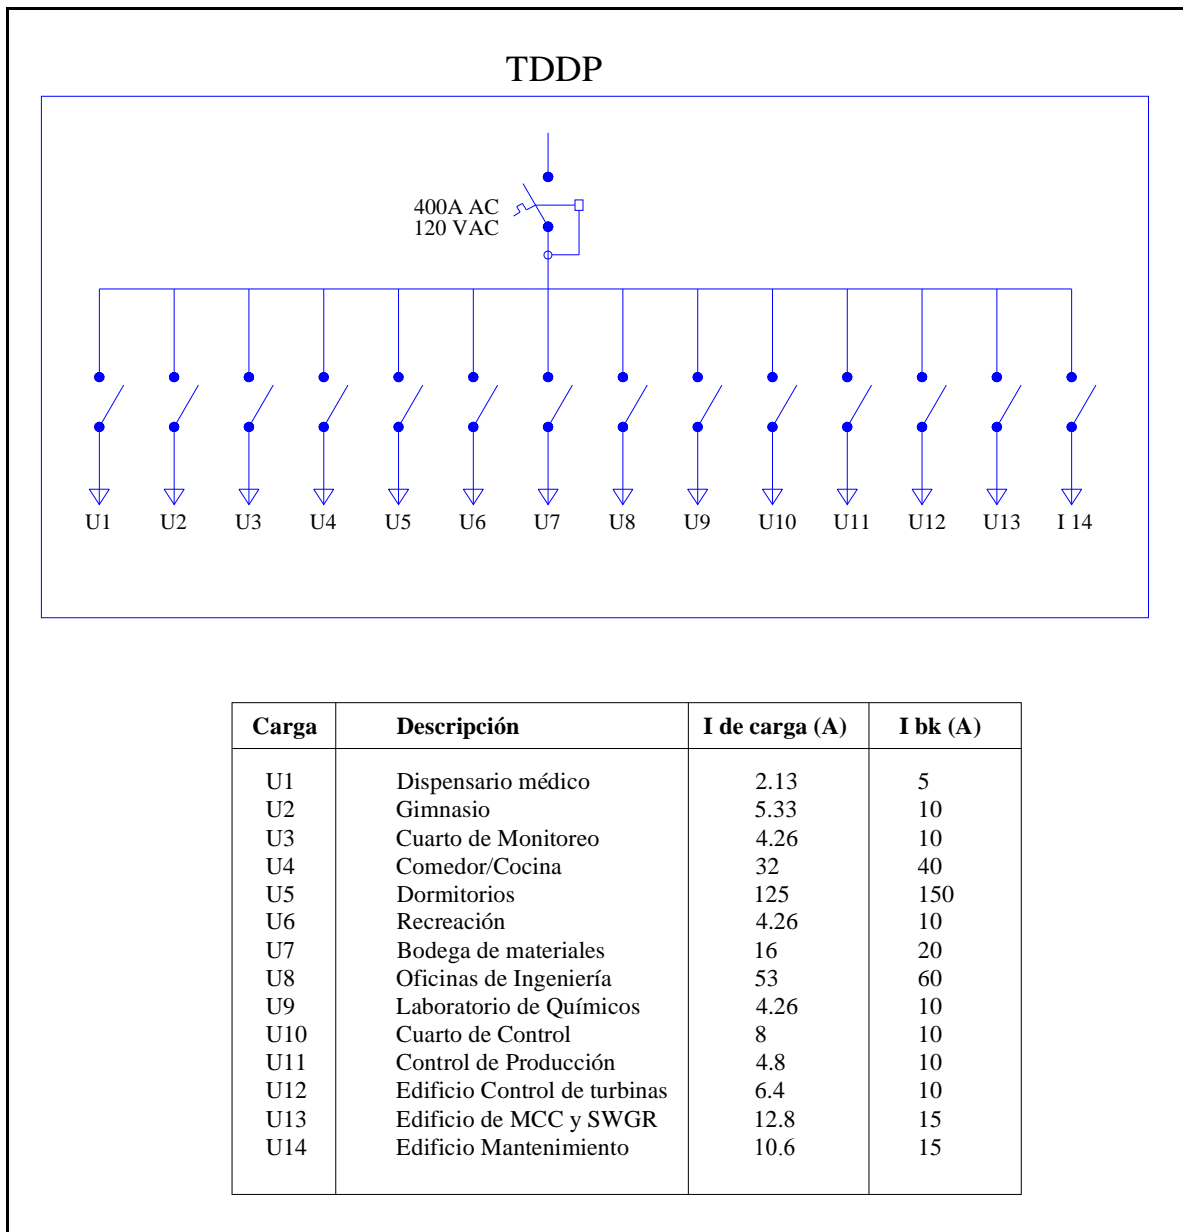 TDDP
400A AC
120 VAC
U1 U2 U3 U4 U5 U6 U7 U8 U9 U10 U11 U12 U13 I 14
Carga Descripción I de carga (A) I bk (A)
U1 Dispensario médico 2.13 5
U2 Gimnasio 5.33 10
U3 Cuarto de Monitoreo 4.26 10
U4 Comedor/Cocina 32 40
U5 Dormitorios 125 150
U6 Recreación 4.26 10
U7 Bodega de materiales 16 20
U8 Oficinas de Ingeniería 53 60
U9 Laboratorio de Químicos 4.26 10
U10 Cuarto de Control 8 10
U11 Control de Producción 4.8 10
U12 Edificio Control de turbinas 6.4 10
U13 Edificio de MCC y SWGR 12.8 15
U14 Edificio Mantenimiento 10.6 15